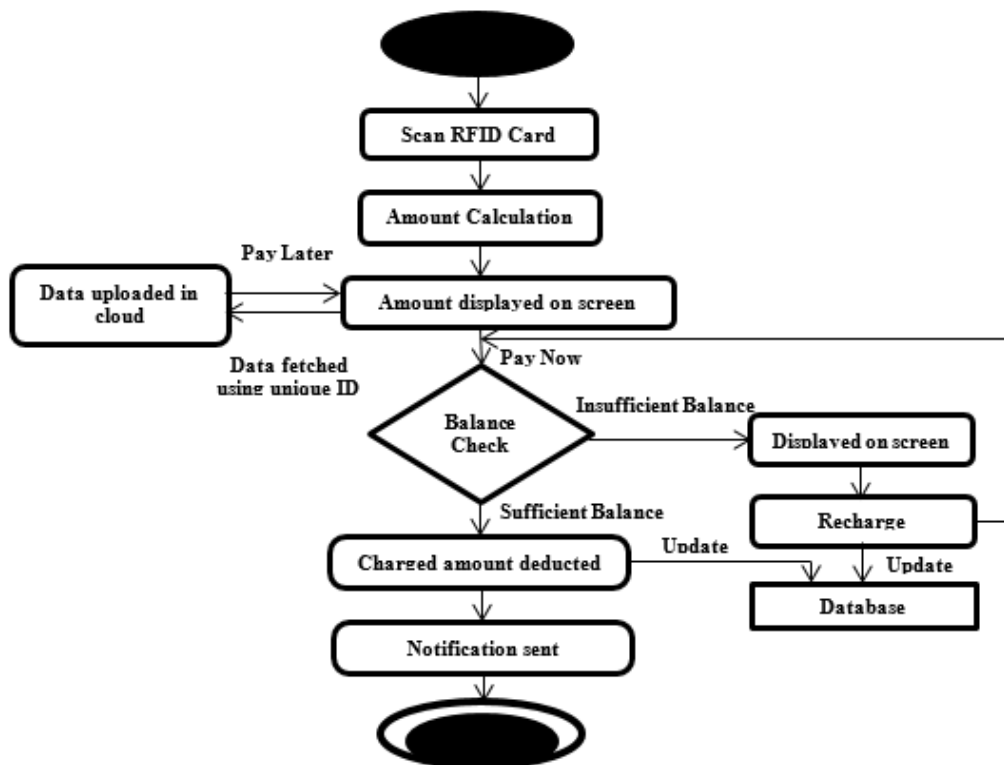 Scan RFID Card
Amount Calculation
Pay Later
Data uploaded in
cloud
Amount displayed on screen
Data fetched
using unique ID
Pay Now
Balance
Check
Insufficient Balance
Displayed on screen
Recharge
Sufficient Balance
Charged amount deducted
Update
Update
Database
Notification sent